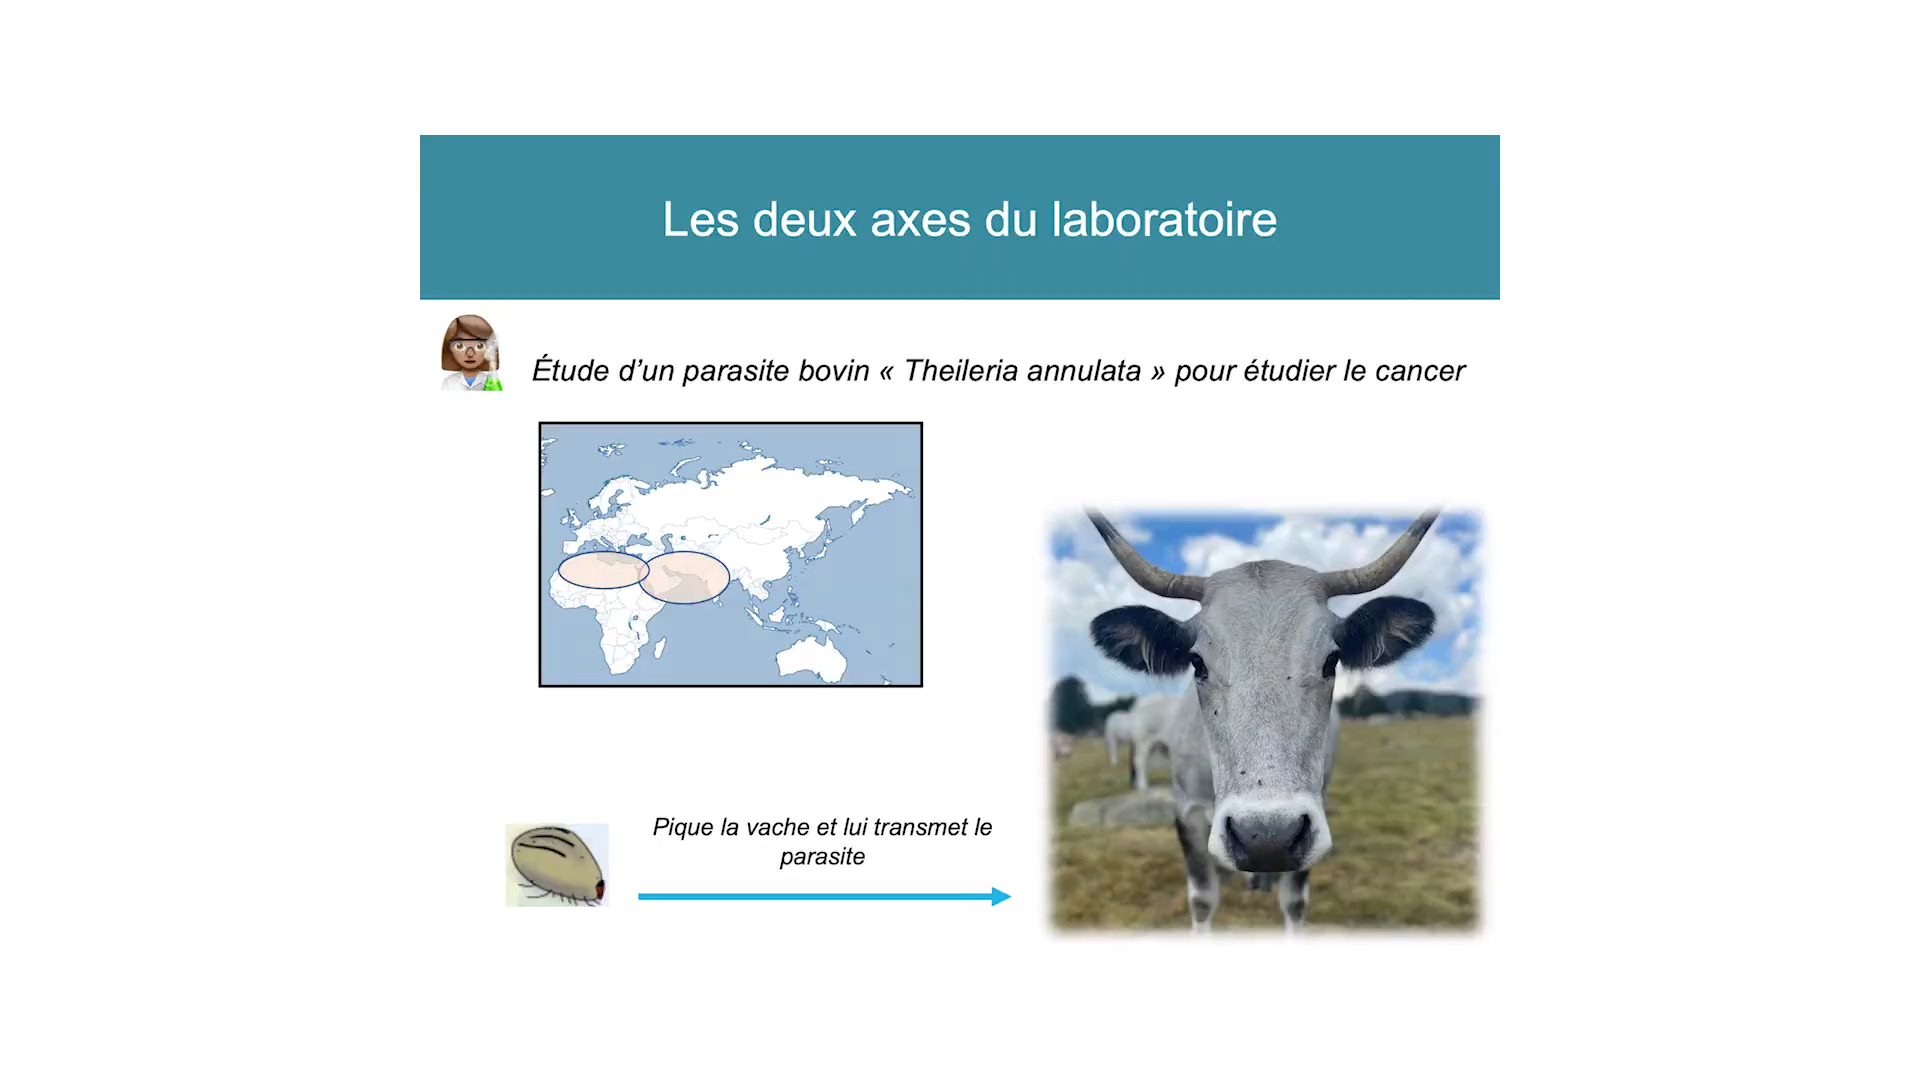 Les deux axes du laboratoire
Étude d’un parasite bovin « Theileria annulata » pour étudier le cancer
Pique la vache et lui transmet le
parasite